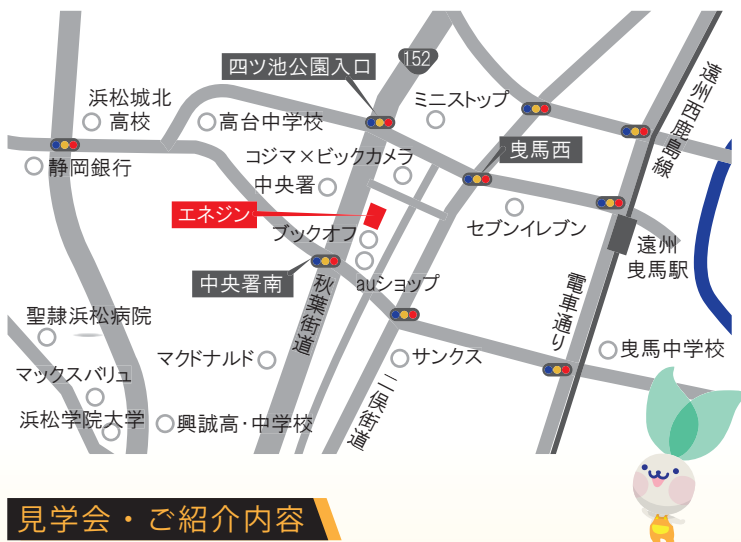 152
四ツ池公園入口
遠州西鹿島線
浜松城北
高校
高台中学校
ミニストップ
静岡銀行
コジマ×ビックカメラ
曳馬西
中央署
エネジン
ブックオフ
セブンイレブン
遠州
曳馬駅
中央署南
auショップ
秋葉街道
電車通り
聖隷浜松病院
マクドナルド
サンクス
曳馬中学校
マックスバリュ
二俣街道
浜松学院大学
興誠高・中学校
見学会・ご紹介内容